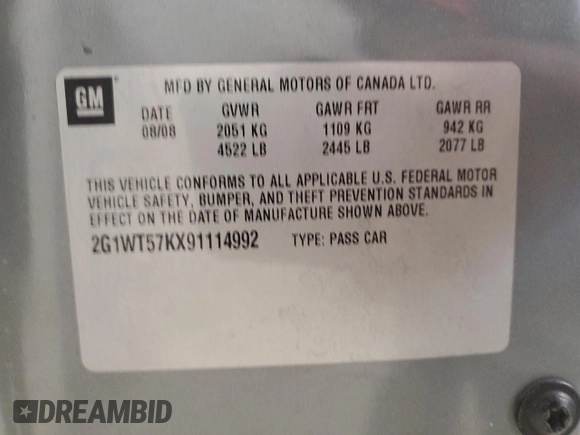 GM
MFD BY GENERAL MOTORS OF CANADA LTD.
DATE GVWR GAWR FRT GAWR RR
08/08 2051 KG 1109 KG 942 KG
4522 LB 2445 LB 2077 LB
THIS VEHICLE CONFORMS TO ALL APPLICABLE U.S. FEDERAL MOTOR
VEHICLE SAFETY, BUMPER, AND THEFT PREVENTION STANDARDS IN
EFFECT ON THE DATE OF MANUFACTURE SHOWN ABOVE.
2G1WT57KX91114992 TYPE: PASS CAR
DREAMBID